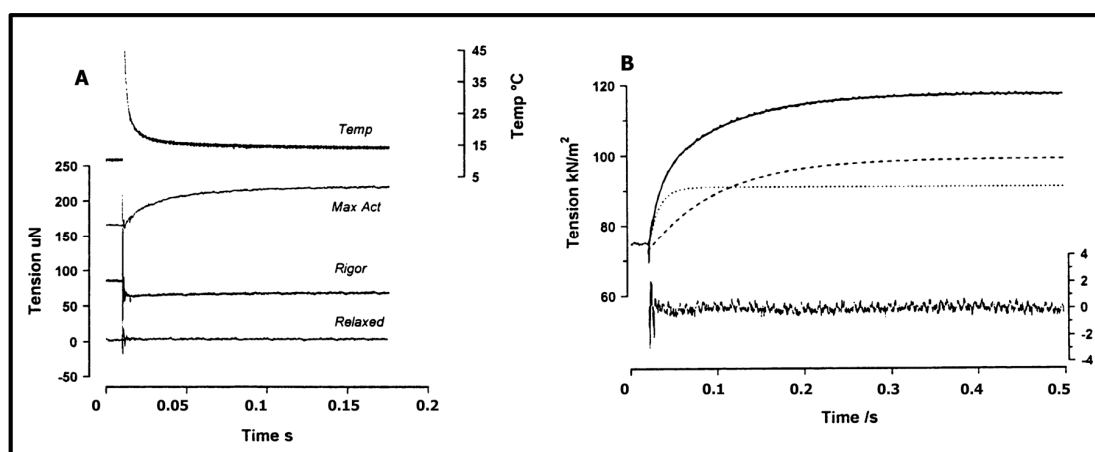 A
Temp
45
35
25
15
5
Temp ºC
250
200
150
100
50
0
-50
Tension uN
Max Act
Rigor
Relaxed
0
0.05
0.1
0.15
0.2
Time s
B
120
100
80
60
Tension kN/m²
4
2
0
-2
-4
0
0.1
0.2
0.3
0.4
0.5
Time /s